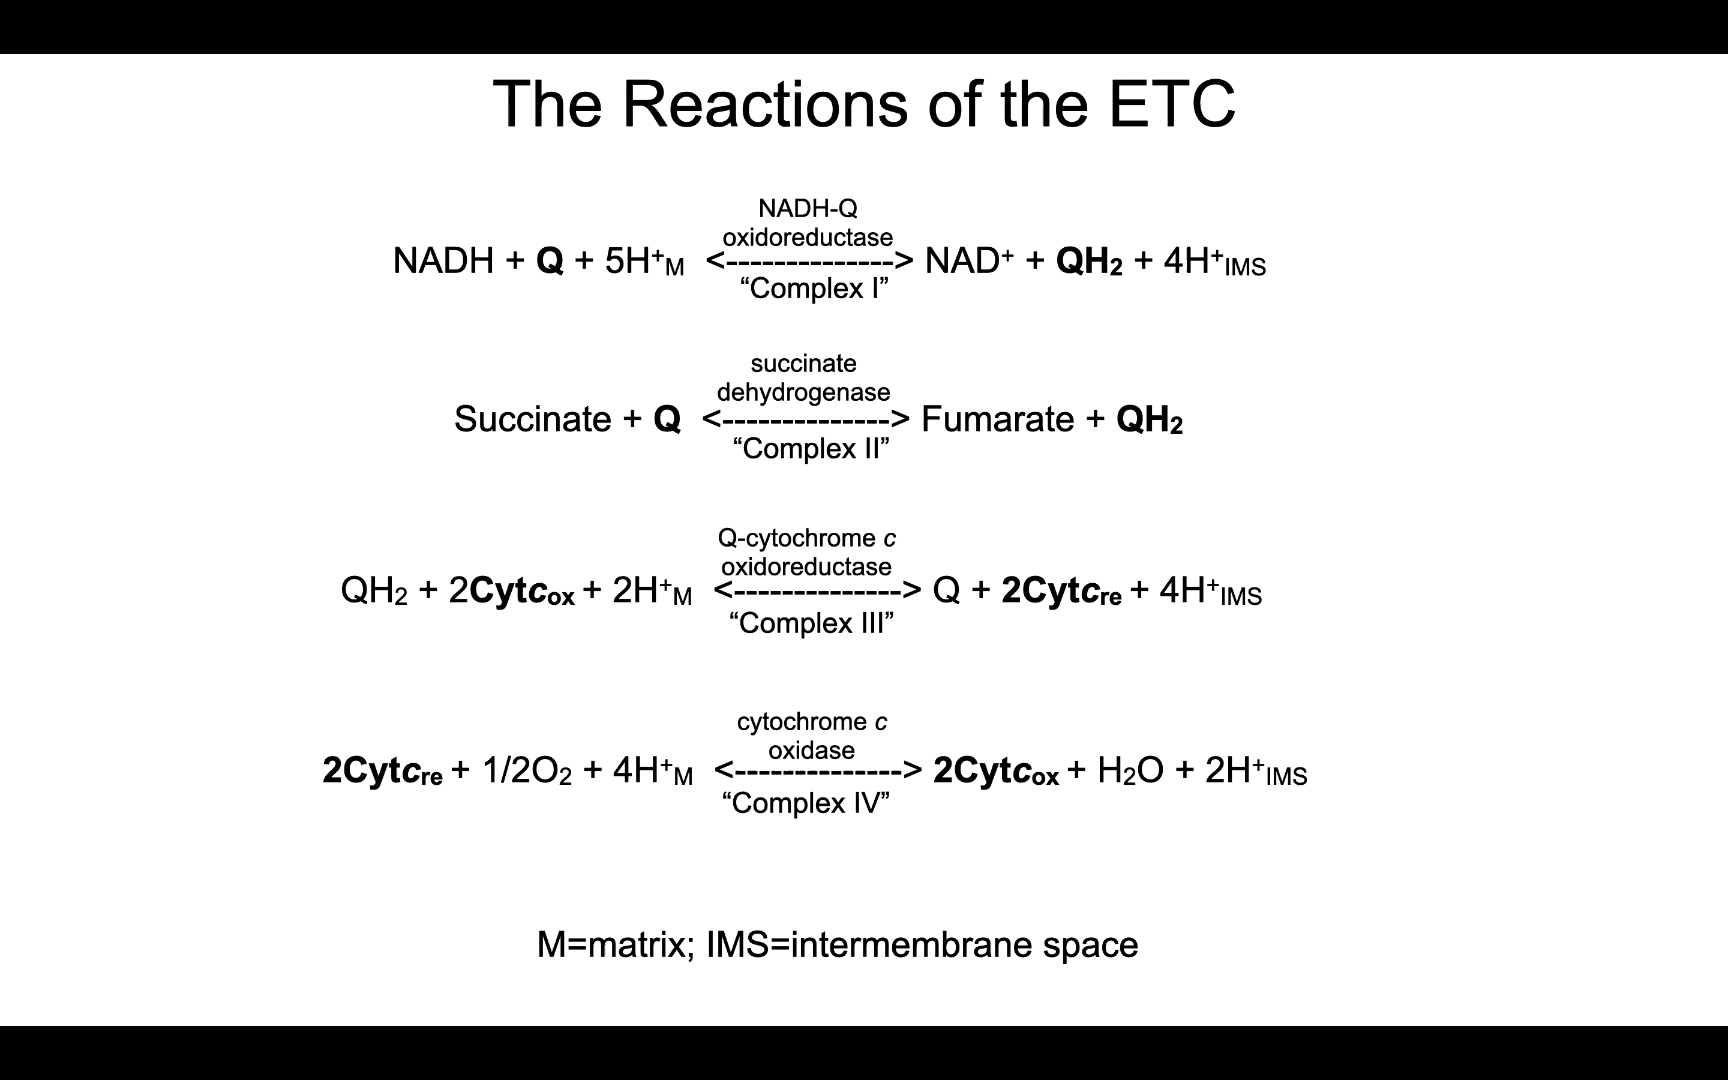 The Reactions of the ETC
NADH-Q
oxidoreductase
NADH + Q + 5H⁺M <--------------> NAD⁺ + QH₂ + 4H⁺IMS
“Complex I”
succinate
dehydrogenase
Succinate + Q <--------------> Fumarate + QH₂
“Complex II”
Q-cytochrome c
oxidoreductase
QH₂ + 2Cytcox + 2H⁺M <--------------> Q + 2Cytcre + 4H⁺IMS
“Complex III”
cytochrome c
oxidase
2Cytcre + 1/2O₂ + 4H⁺M <--------------> 2Cytcox + H₂O + 2H⁺IMS
“Complex IV”
M=matrix; IMS=intermembrane space